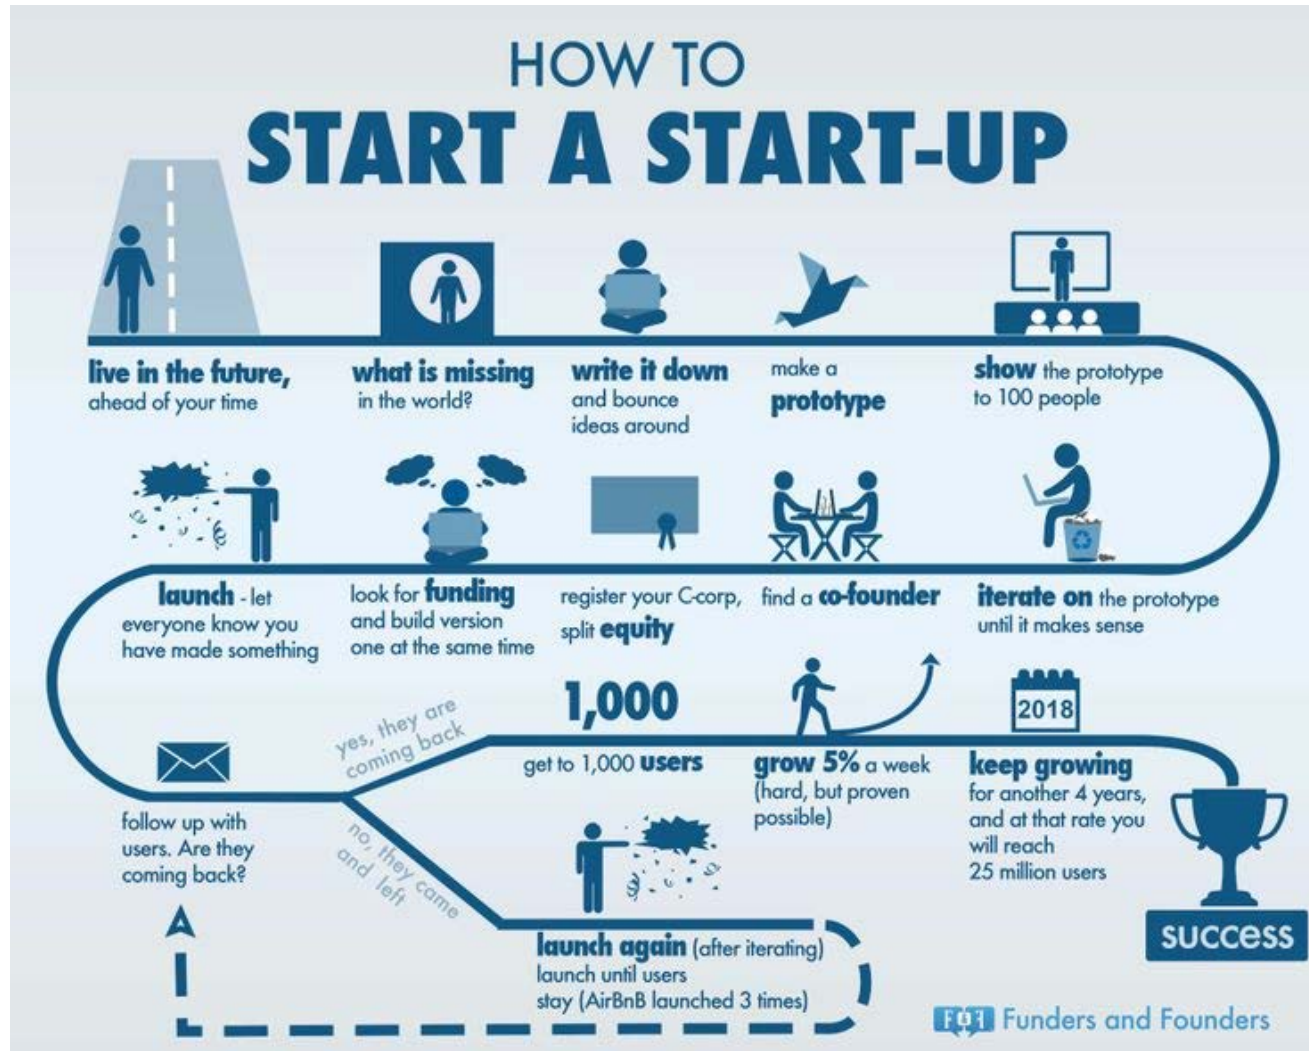 HOW TO
START A START-UP
live in the future,
ahead of your time
what is missing
in the world?
write it down
and bounce
ideas around
make a
prototype
show the prototype
to 100 people
iterate on the prototype
until it makes sense
find a co-founder
register your C-corp,
split equity
look for funding
and build version
one at the same time
launch - let
everyone know you
have made something
follow up with
users. Are they
coming back?
yes, they are
coming back
1,000
get to 1,000 users
grow 5% a week
(hard, but proven
possible)
2018
keep growing
for another 4 years,
and at that rate you
will reach
25 million users
success
no, they came
and left
launch again (after iterating)
launch until users
stay (AirBnB launched 3 times)
FOF Funders and Founders